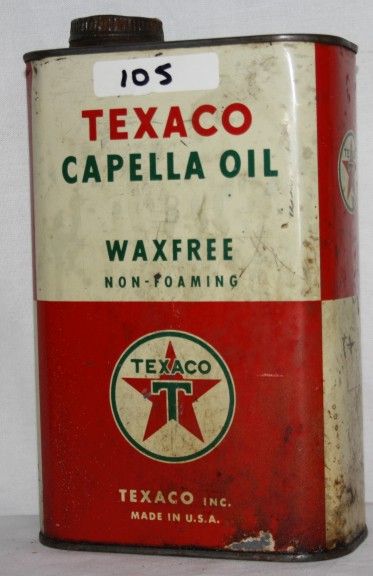 105
TEXACO
CAPELLA OIL
WAXFREE
NON-FOAMING
TEXACO
T
TEXACO INC.
MADE IN U.S.A.